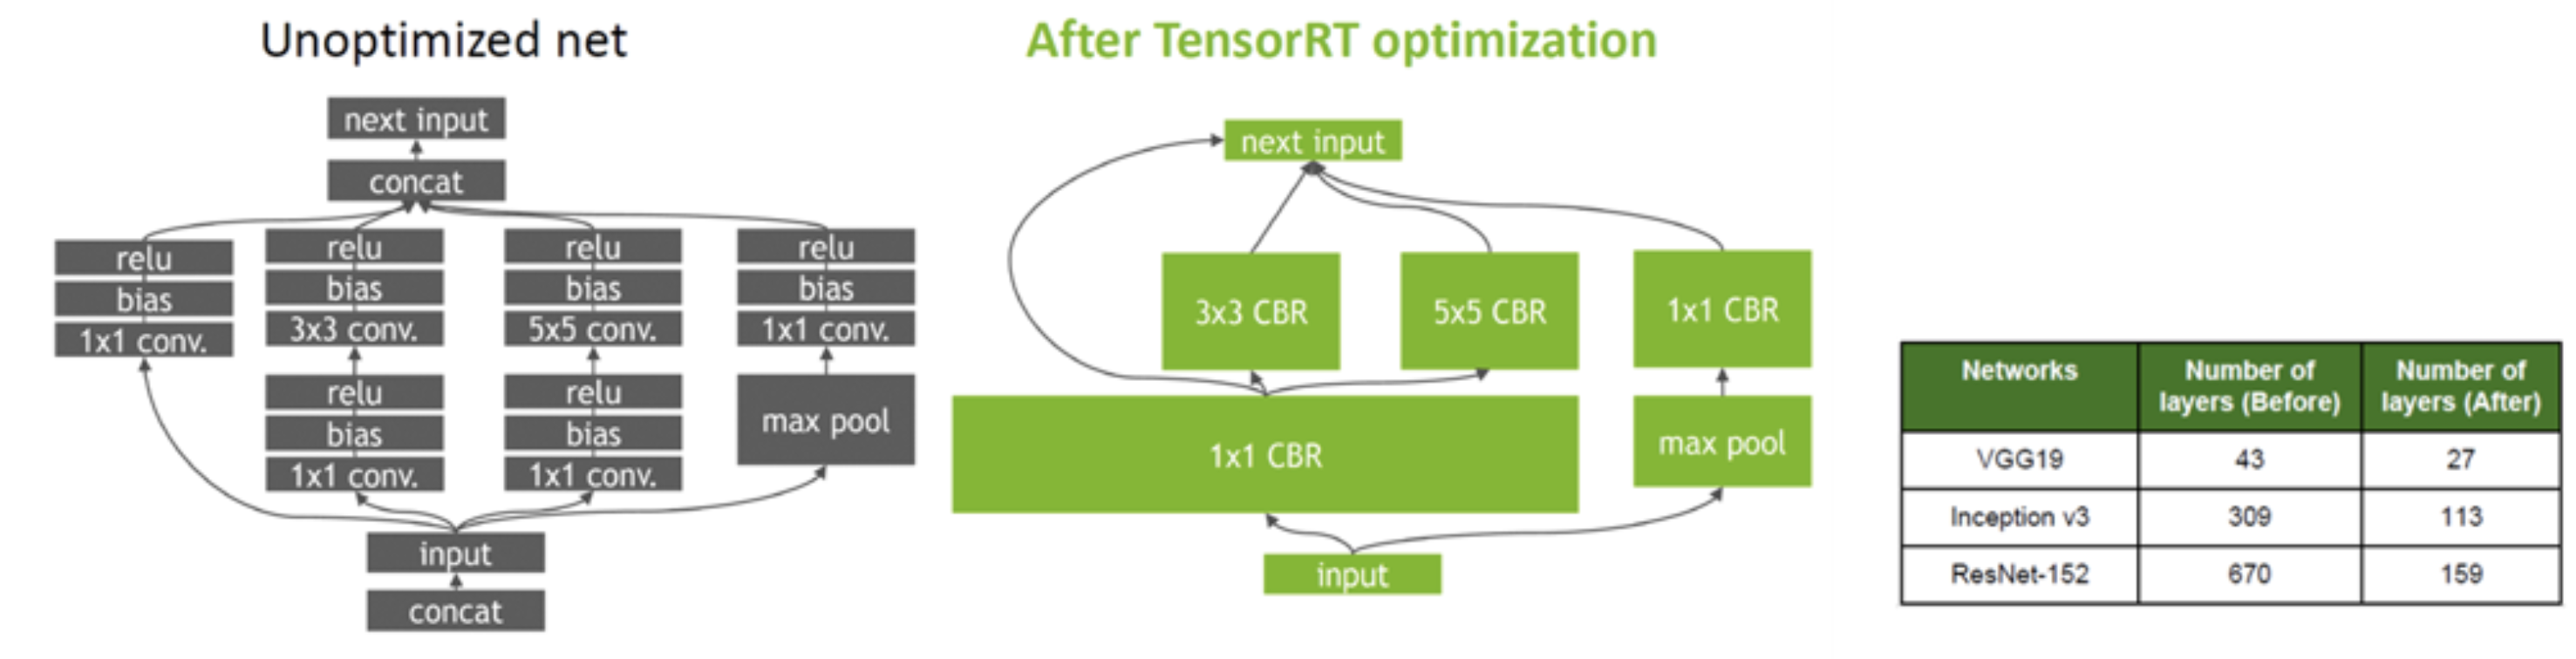 Unoptimized net
next input
concat
relu
bias
1x1 conv.
relu
bias
3x3 conv.
relu
bias
1x1 conv.
relu
bias
5x5 conv.
relu
bias
1x1 conv.
relu
bias
1x1 conv.
max pool
input
concat
After TensorRT optimization
next input
3x3 CBR
5x5 CBR
1x1 CBR
1x1 CBR
max pool
input
Networks Number of layers (Before) Number of layers (After)
VGG19 43 27
Inception v3 309 113
ResNet-152 670 159